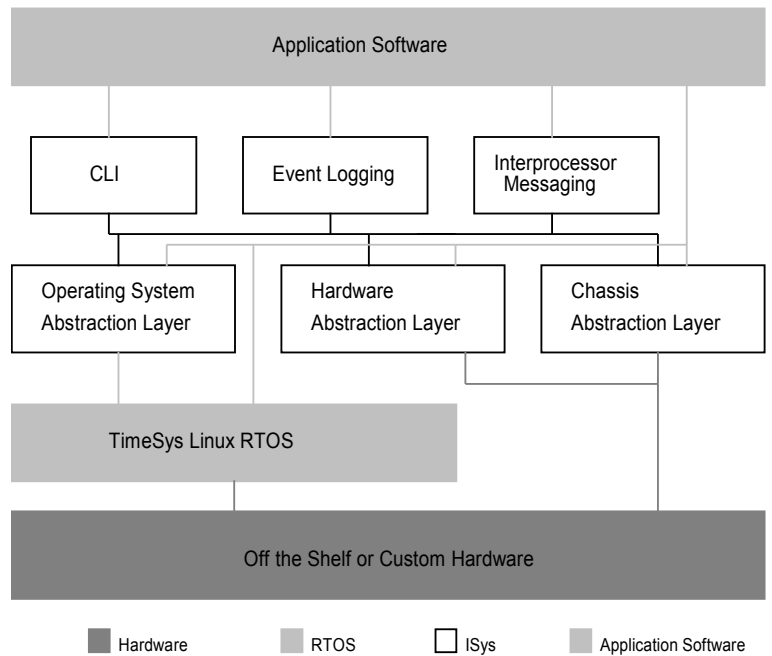 Application Software
CLI
Event Logging
Interprocessor
Messaging
Operating System
Abstraction Layer
Hardware
Abstraction Layer
Chassis
Abstraction Layer
TimeSys Linux RTOS
Off the Shelf or Custom Hardware
Hardware
RTOS
ISys
Application Software